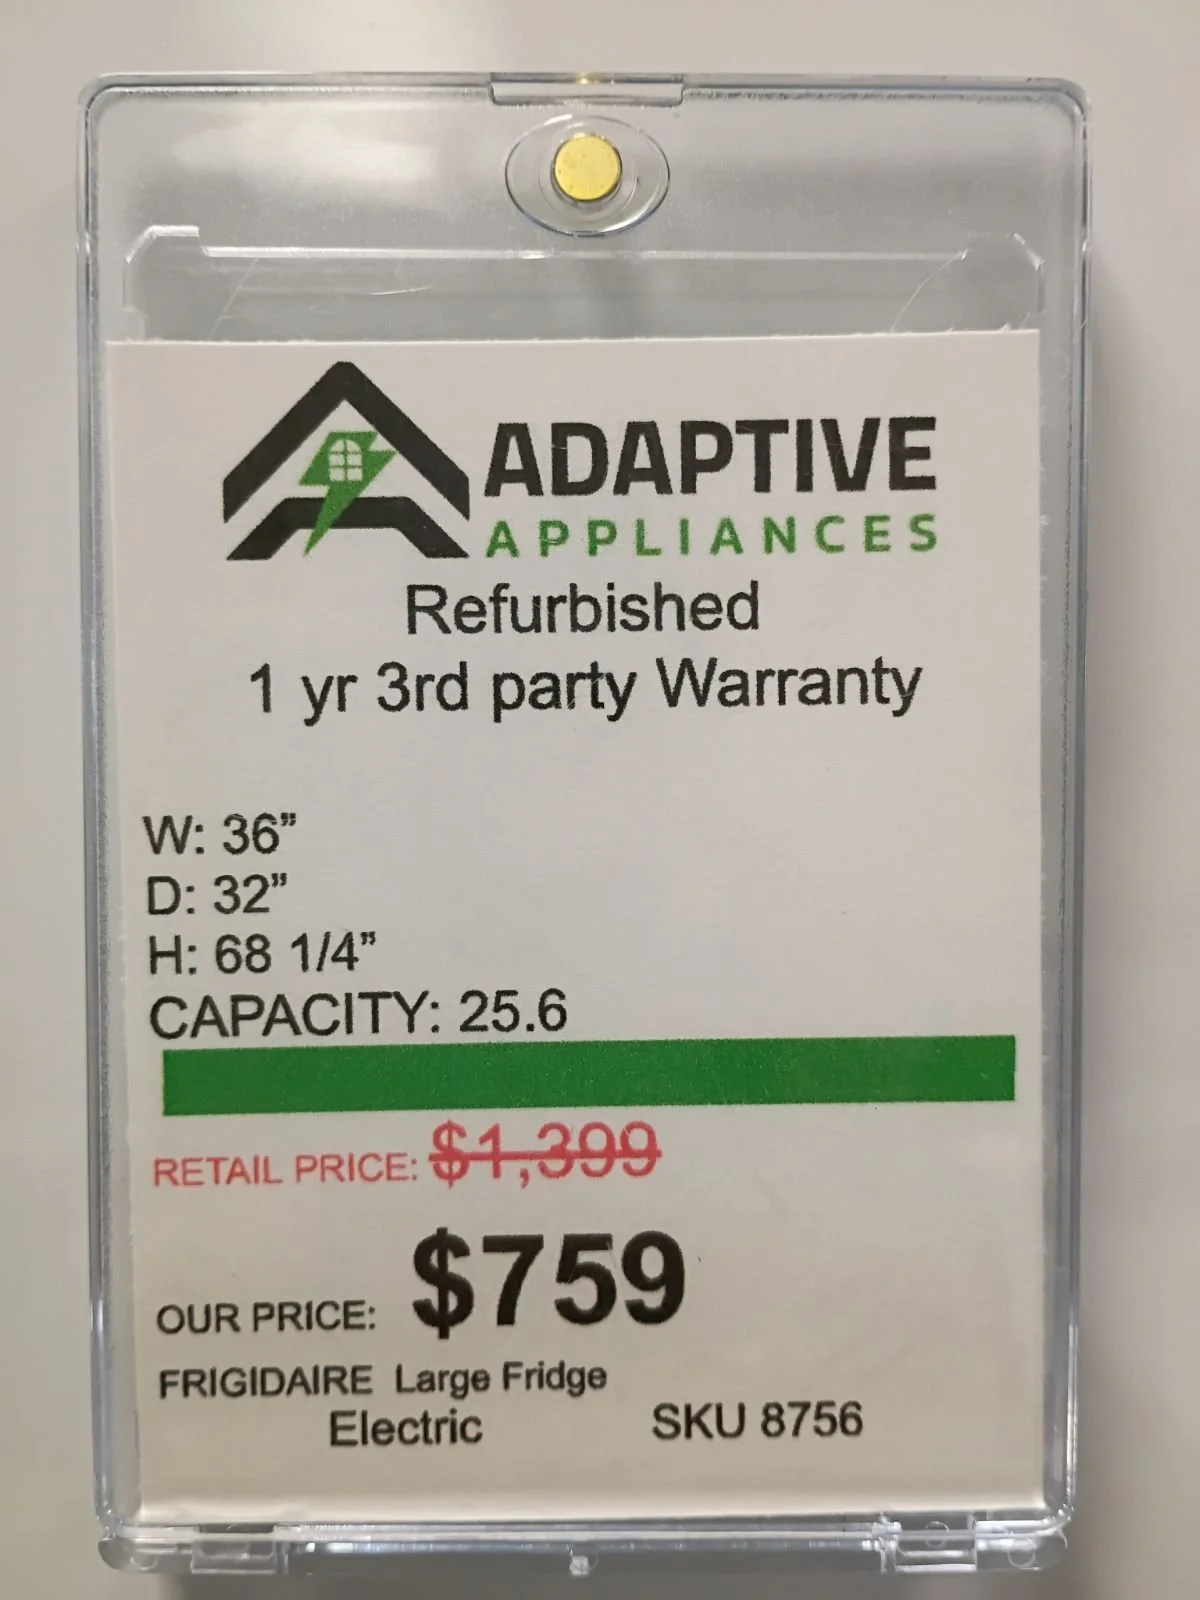 ADAPTIVE
APPLIANCES
Refurbished
1 yr 3rd party Warranty
W: 36”
D: 32”
H: 68 1/4”
CAPACITY: 25.6
RETAIL PRICE: $1,399
OUR PRICE: $759
FRIGIDAIRE Large Fridge
Electric SKU 8756